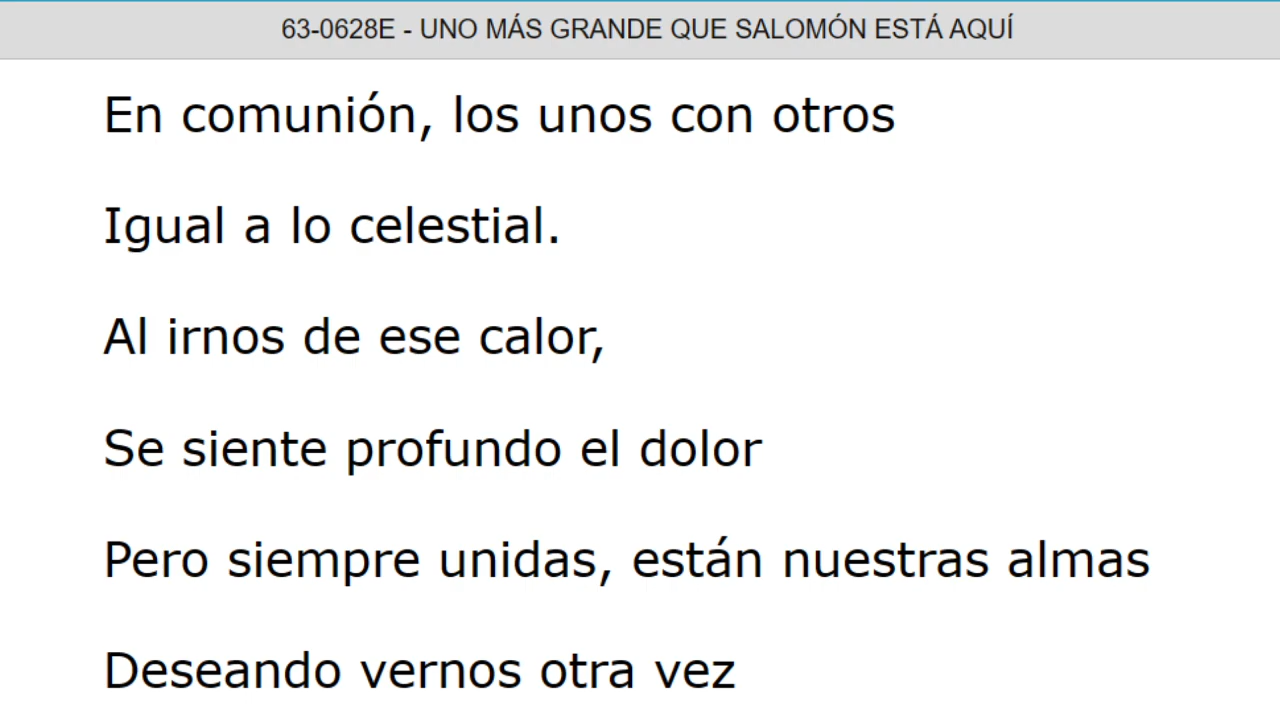 63-0628E - UNO MÁS GRANDE QUE SALOMÓN ESTÁ AQUÍ
En comunión, los unos con otros
Igual a lo celestial.
Al irnos de ese calor,
Se siente profundo el dolor
Pero siempre unidas, están nuestras almas
Deseando vernos otra vez